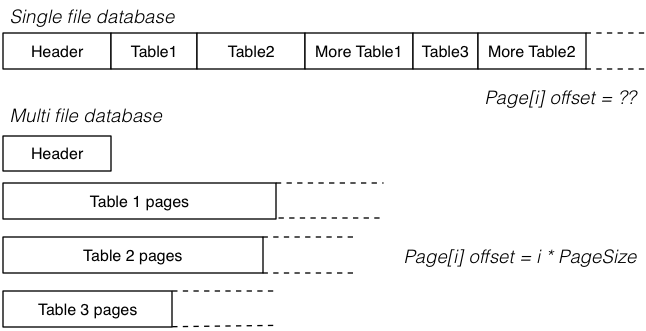 Single file database
Header Table1 Table2 More Table1 Table3 More Table2
Page[i] offset = ??
Multi file database
Header
Table 1 pages
Table 2 pages
Page[i] offset = i * PageSize
Table 3 pages